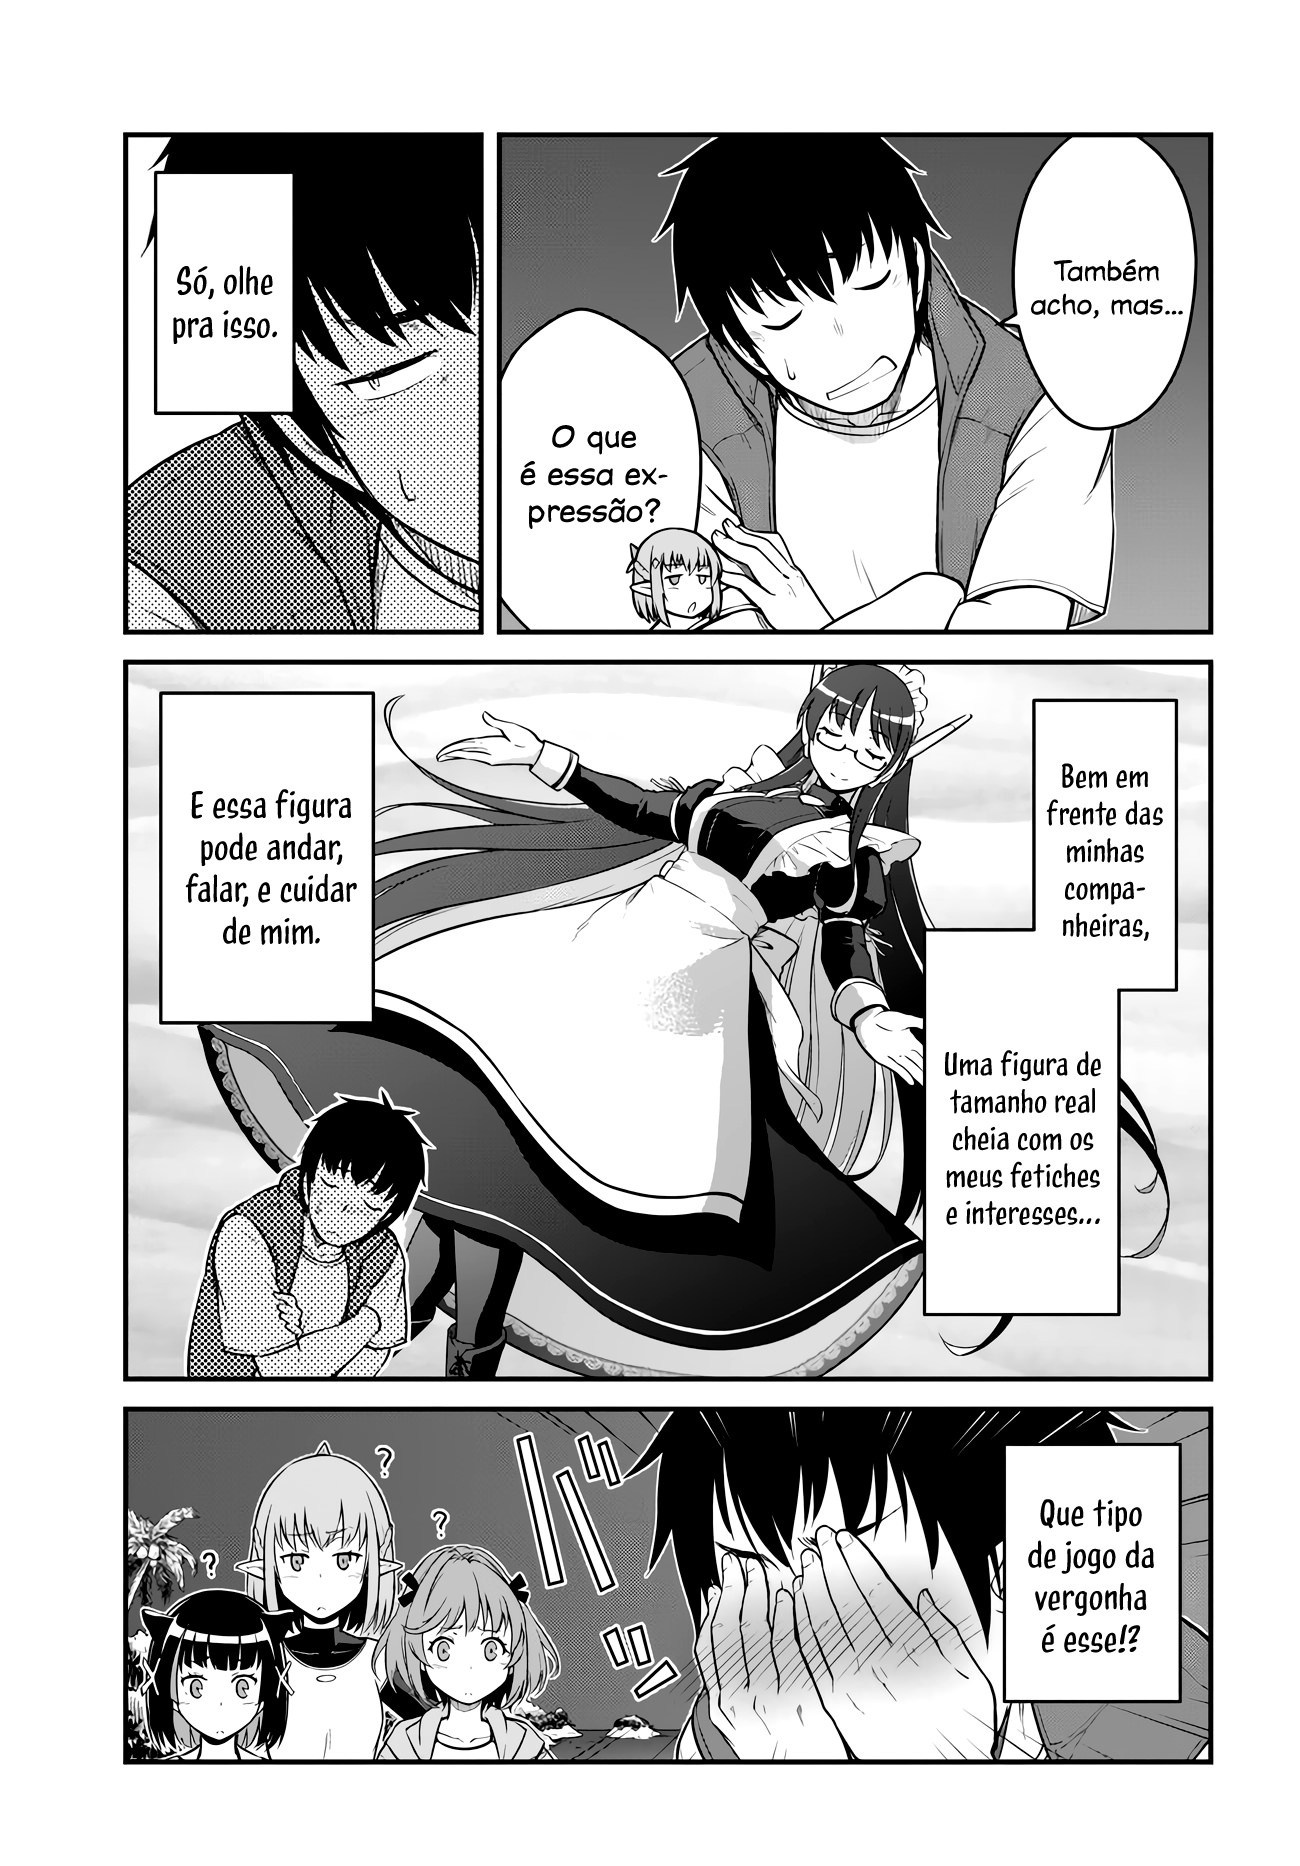 Também
acho, mas...
O que
é essa ex-
pressão?
Só, olhe
pra isso.
Bem em
frente das
minhas
compa-
nheiras,
Uma figura de
tamanho real
cheia com os
meus fetiches
e interesses...
E essa figura
pode andar,
falar, e cuidar
de mim.
Que tipo
de jogo da
vergonha
é esse!?
?
?
?